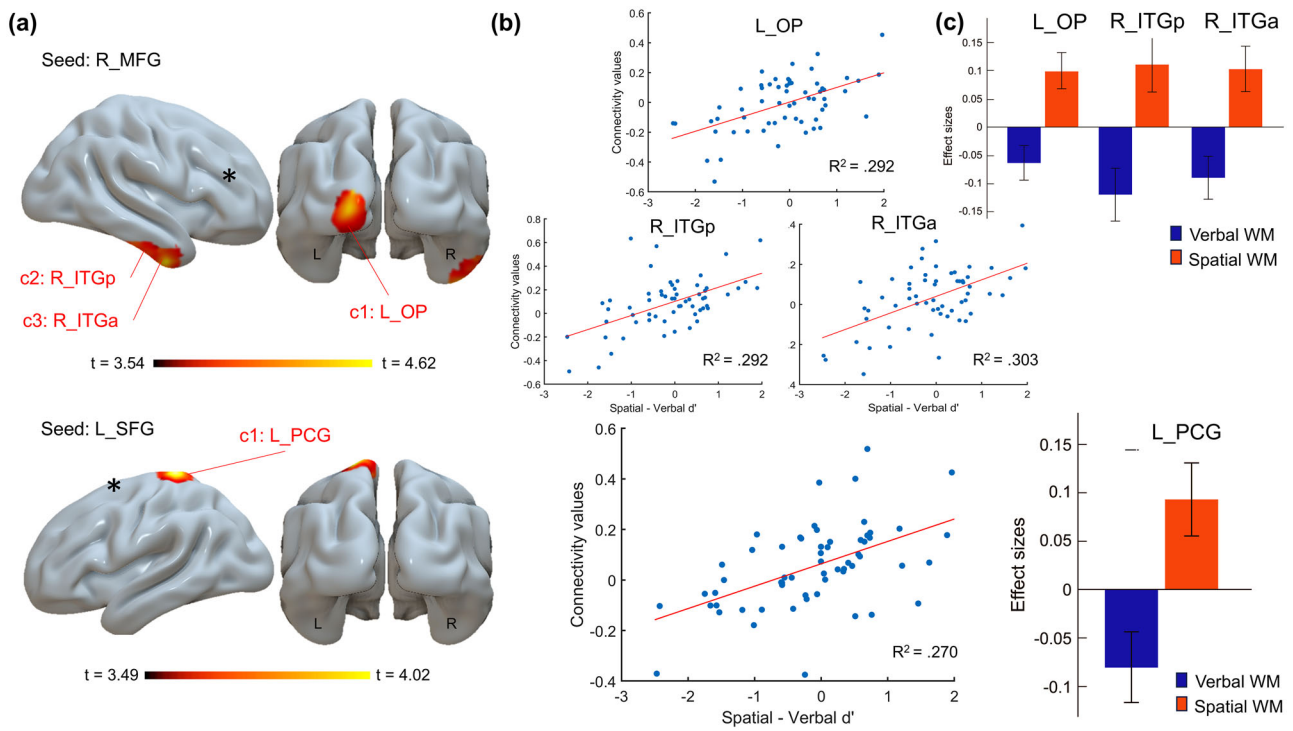 (a)
Seed: R_MFG
*
L
R
c2: R_ITGp
c3: R_ITGa
c1: L_OP
t = 3.54
t = 4.62
Seed: L_SFG
c1: L_PCG
*
L
R
t = 3.49
t = 4.02
(b)
L_OP
Connectivity values
0.6
0.4
0.2
0
-0.2
-0.4
-0.6
-3 -2 -1 0 1 2
R² = .292
R_ITGp
Connectivity values
0.8
0.6
0.4
0.2
0
-0.2
-0.4
-0.6
-3 -2 -1 0 1 2
R² = .292
Spatial - Verbal d'
R_ITGa
.4
.2
.0
.2
.4
-3 -2 -1 0 1 2
R² = .303
Spatial - Verbal d'
Connectivity values
0.6
0.4
0.2
0
-0.2
-0.4
-3 -2 -1 0 1 2
R² = .270
Spatial - Verbal d'
(c)
L_OP
R_ITGp
R_ITGa
Effect sizes
0.1
0.05
0
-0.05
-0.1
-0.15
Verbal WM
Spatial WM
L_PCG
Effect sizes
0.15
0.1
0.05
0
-0.05
-0.1
Verbal WM
Spatial WM